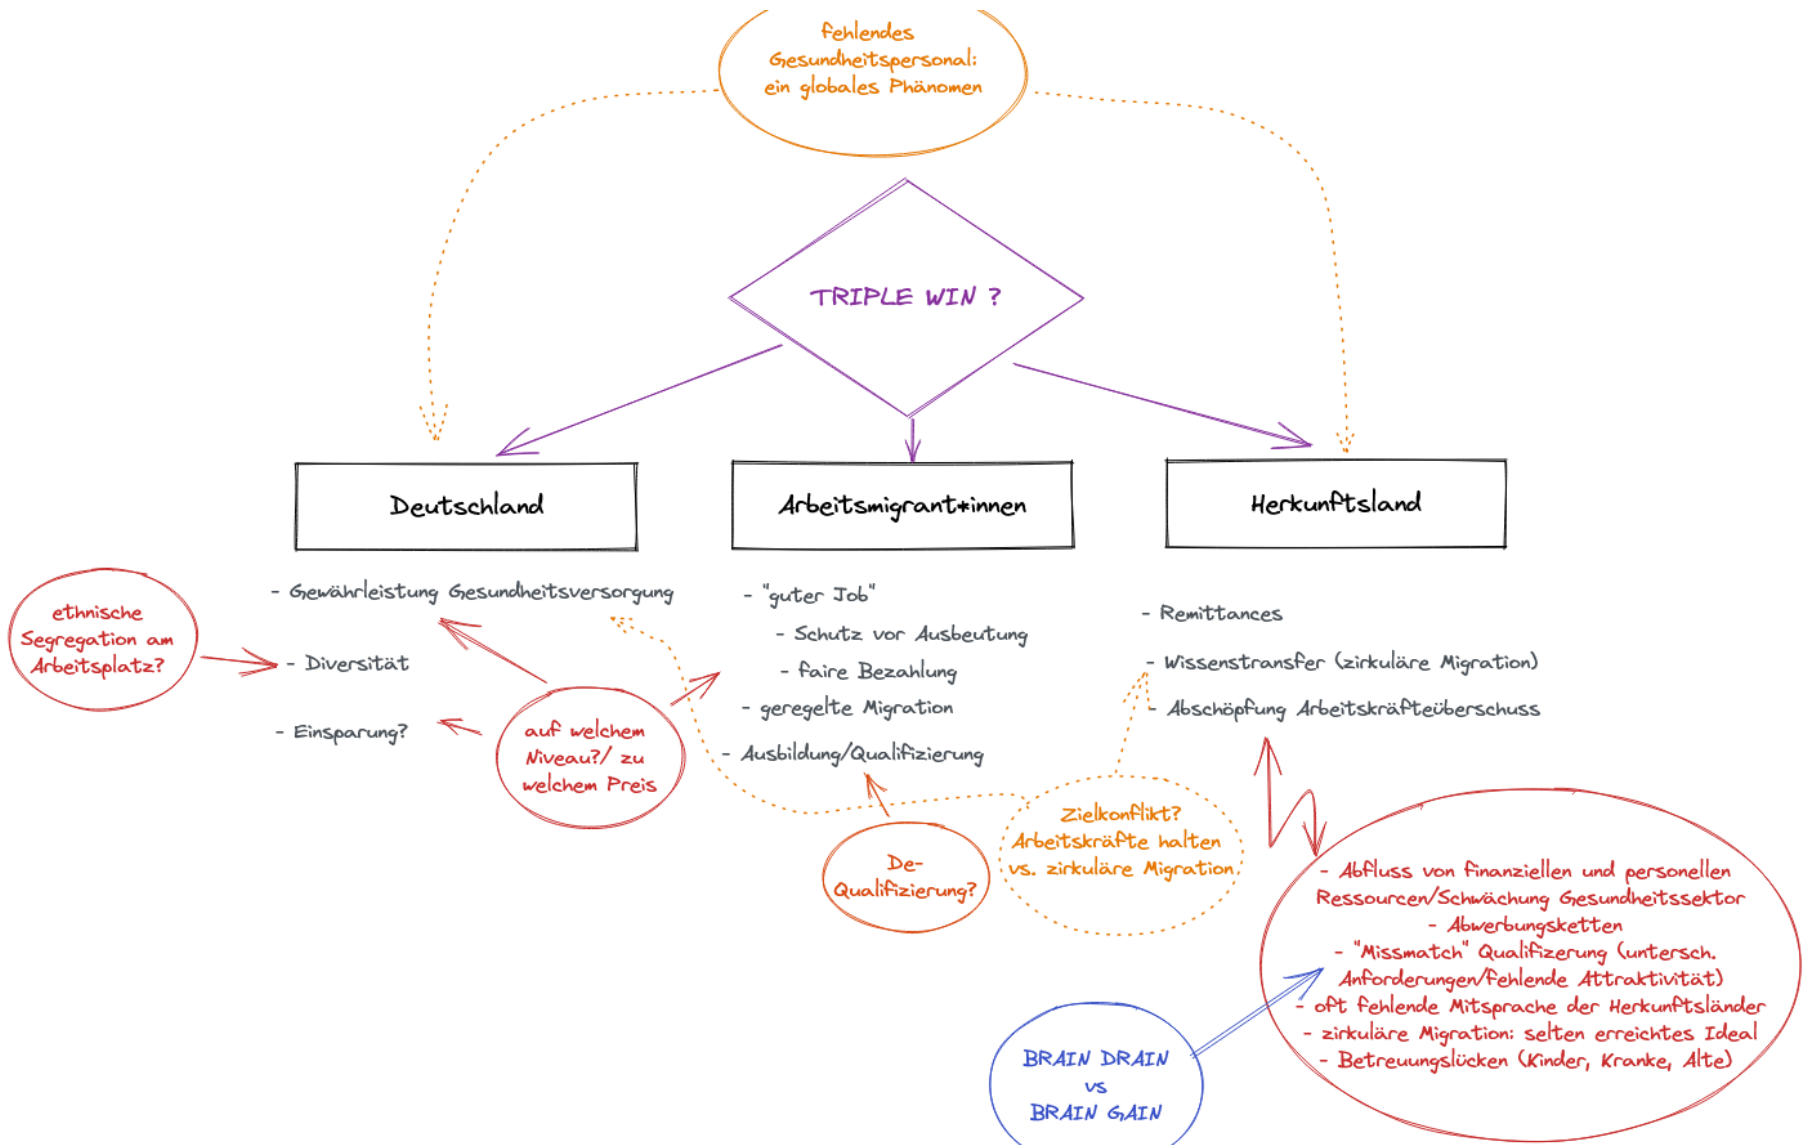 fehlendes
Gesundheitspersonal:
ein globales Phänomen
TRIPLE WIN ?
Deutschland
Arbeitsmigrant*innen
Herkunftsland
ethnische
Segregation am
Arbeitsplatz?
- Gewährleistung Gesundheitsversorgung
- Diversität
- Einsparung?
auf welchem
Niveau?/ zu
welchem Preis
- "guter Job"
- Schutz vor Ausbeutung
- faire Bezahlung
- geregelte Migration
- Ausbildung/Qualifizierung
De-
Qualifizierung?
- Remittances
- Wissenstransfer (zirkuläre Migration)
- Abschöpfung Arbeitskräfteüberschuss
Zielkonflikt?
Arbeitskräfte halten
vs. zirkuläre Migration
- Abfluss von finanziellen und personellen
Ressourcen/Schwächung Gesundheitssektor
- Abwerbungsketten
- "Missmatch" Qualifizerung (untersch.
Anforderungen/fehlende Attraktivität)
- oft fehlende Mitsprache der Herkunftsländer
- zirkuläre Migration: selten erreichtes Ideal
- Betreuungslücken (Kinder, Kranke, Alte)
BRAIN DRAIN
vs
BRAIN GAIN